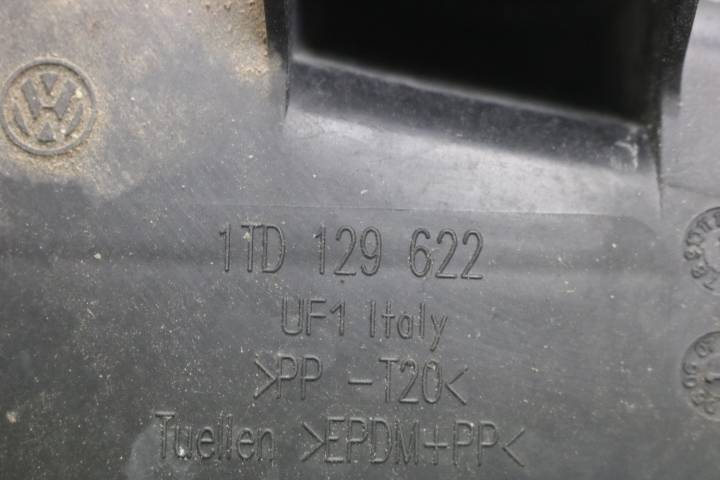 1TD 129 622
UF1 Italy
>PP -T20<
Tuellen >EPDM+PP<